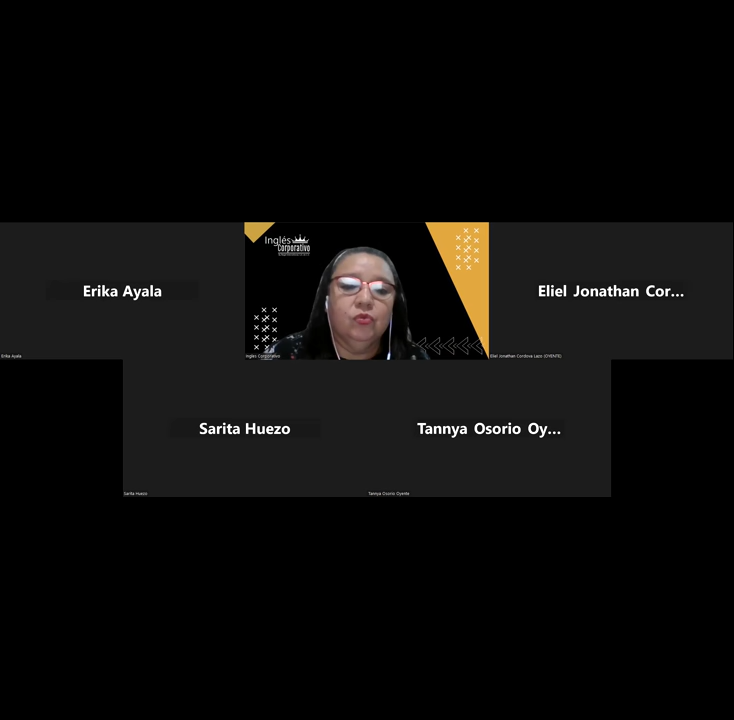 Erika Ayala
Erika Ayala
Inglés
Corporativo
Inglés Corporativo
Eliel Jonathan Cor...
Eliel Jonathan Cordova Lazo (OYENTE)
Sarita Huezo
Sarita Huezo
Tannya Osorio Oy...
Tannya Osorio Oyente